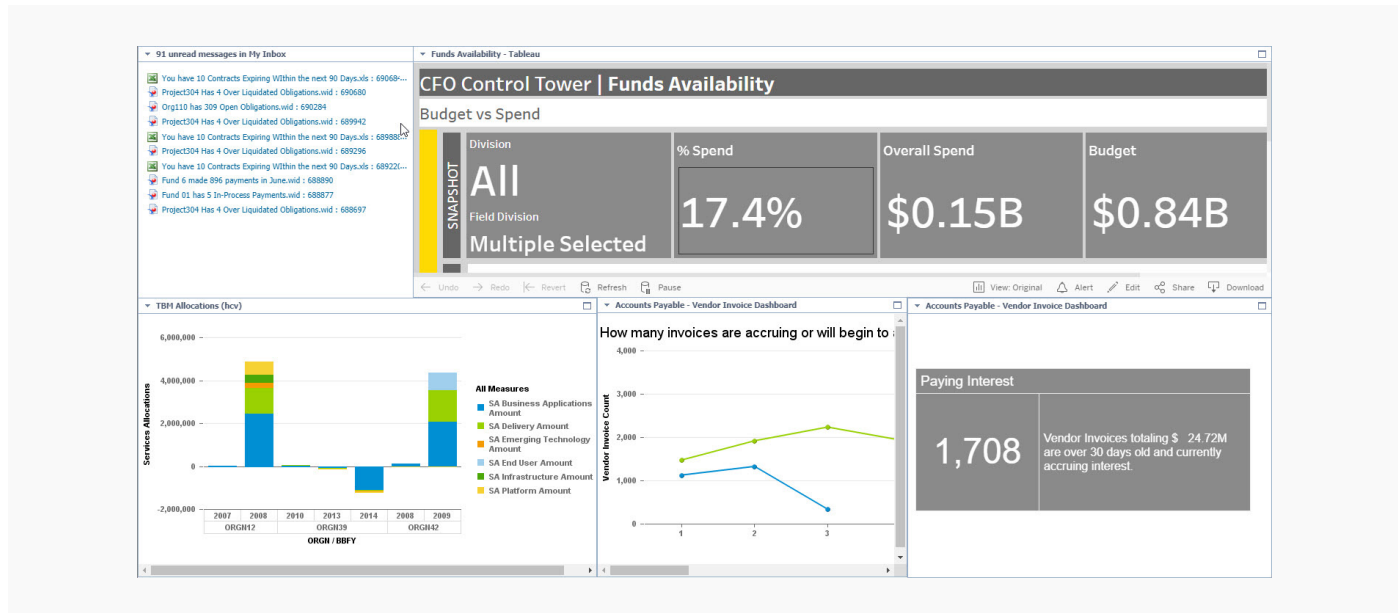 91 unread messages in My Inbox
You have 10 Contracts Expiring WIthin the next 90 Days.xls : 69068-...
Project304 Has 4 Over Liquidated Obligations.wid : 690680
Org110 has 309 Open Obligations.wid : 690284
Project304 Has 4 Over Liquidated Obligations.wid : 689942
You have 10 Contracts Expiring WIthin the next 90 Days.xls : 68988...
Project304 Has 4 Over Liquidated Obligations.wid : 689296
You have 10 Contracts Expiring WIthin the next 90 Days.xls : 68922(...
Fund 6 made 896 payments in June.wid : 688890
Fund 01 has 5 In-Process Payments.wid : 688877
Project304 Has 4 Over Liquidated Obligations.wid : 688697
Funds Availability - Tableau
CFO Control Tower | Funds Availability
Budget vs Spend
SNAPSHOT
Division
All
Field Division
Multiple Selected
% Spend
17.4%
Overall Spend
$0.15B
Budget
$0.84B
Undo Redo Revert Refresh Pause View: Original Alert Edit Share Download
TBM Allocations (hcv)
Services Allocations
6,000,000
4,000,000
2,000,000
0
-2,000,000
2007 2008 2010 2013 2014 2008 2009
ORGN12 ORGN39 ORGN42
ORGN / BBFY
All Measures
SA Business Applications
Amount
SA Delivery Amount
SA Emerging Technology
Amount
SA End User Amount
SA Infrastructure Amount
SA Platform Amount
Accounts Payable - Vendor Invoice Dashboard
How many invoices are accruing or will begin to
Vendor Invoice Count
4,000
3,000
2,000
1,000
0
1 2 3
Accounts Payable - Vendor Invoice Dashboard
Paying Interest
1,708
Vendor Invoices totaling $ 24.72M
are over 30 days old and currently
accruing interest.